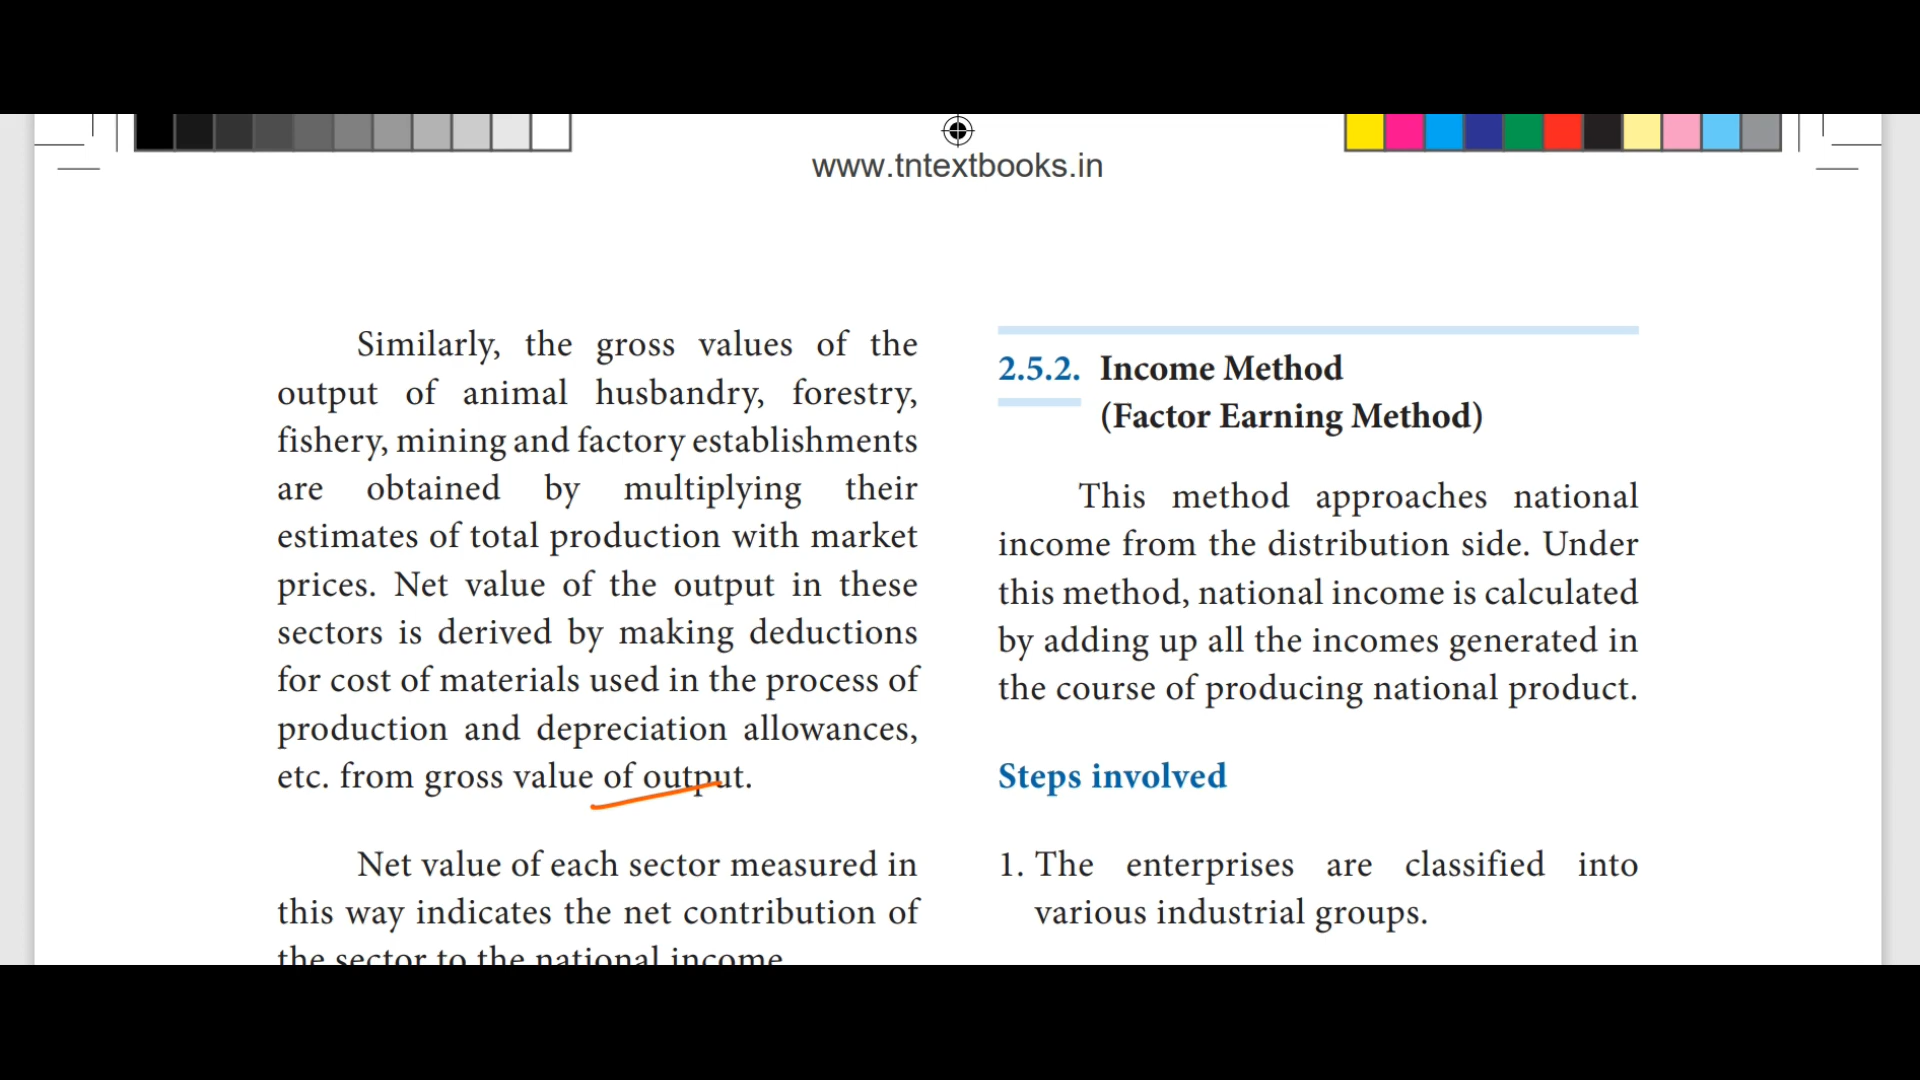 www.tntextbooks.in
Similarly, the gross values of the
output of animal husbandry, forestry,
fishery, mining and factory establishments
are obtained by multiplying their
estimates of total production with market
prices. Net value of the output in these
sectors is derived by making deductions
for cost of materials used in the process of
production and depreciation allowances,
etc. from gross value of output.
Net value of each sector measured in
this way indicates the net contribution of
the sector to the national income.
2.5.2. Income Method
(Factor Earning Method)
This method approaches national
income from the distribution side. Under
this method, national income is calculated
by adding up all the incomes generated in
the course of producing national product.
Steps involved
1. The enterprises are classified into
various industrial groups.